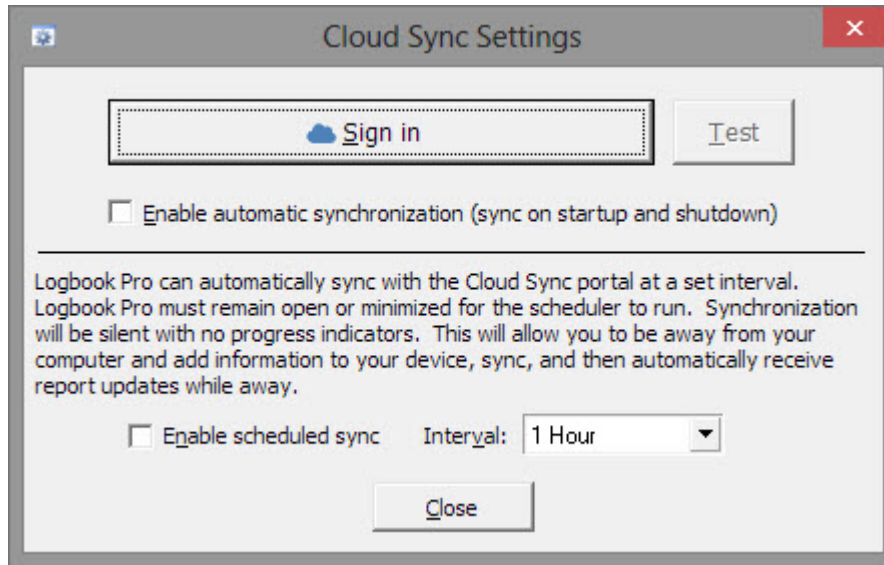 Cloud Sync Settings
Sign in
Test
Enable automatic synchronization (sync on startup and shutdown)
Logbook Pro can automatically sync with the Cloud Sync portal at a set interval.
Logbook Pro must remain open or minimized for the scheduler to run.  Synchronization
will be silent with no progress indicators.  This will allow you to be away from your
computer and add information to your device, sync, and then automatically receive
report updates while away.
Enable scheduled sync
Interval:
1 Hour
Close